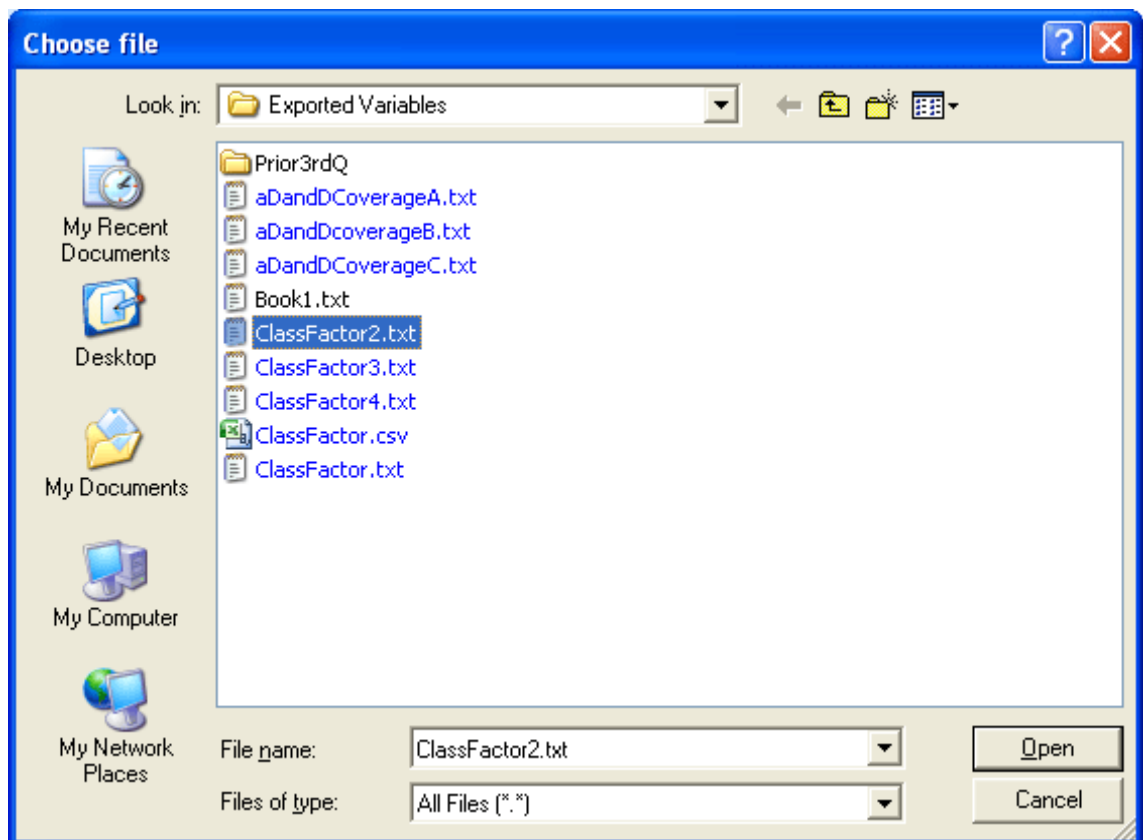 Choose file
Look in:
Exported Variables
My Recent
Documents
Desktop
My Documents
My Computer
My Network
Places
Prior3rdQ
aDandDCoverageA.txt
aDandDcoverageB.txt
aDandDCoverageC.txt
Book1.txt
ClassFactor2.txt
ClassFactor3.txt
ClassFactor4.txt
ClassFactor.csv
ClassFactor.txt
File name:
ClassFactor2.txt
Open
Files of type:
All Files (*.*)
Cancel